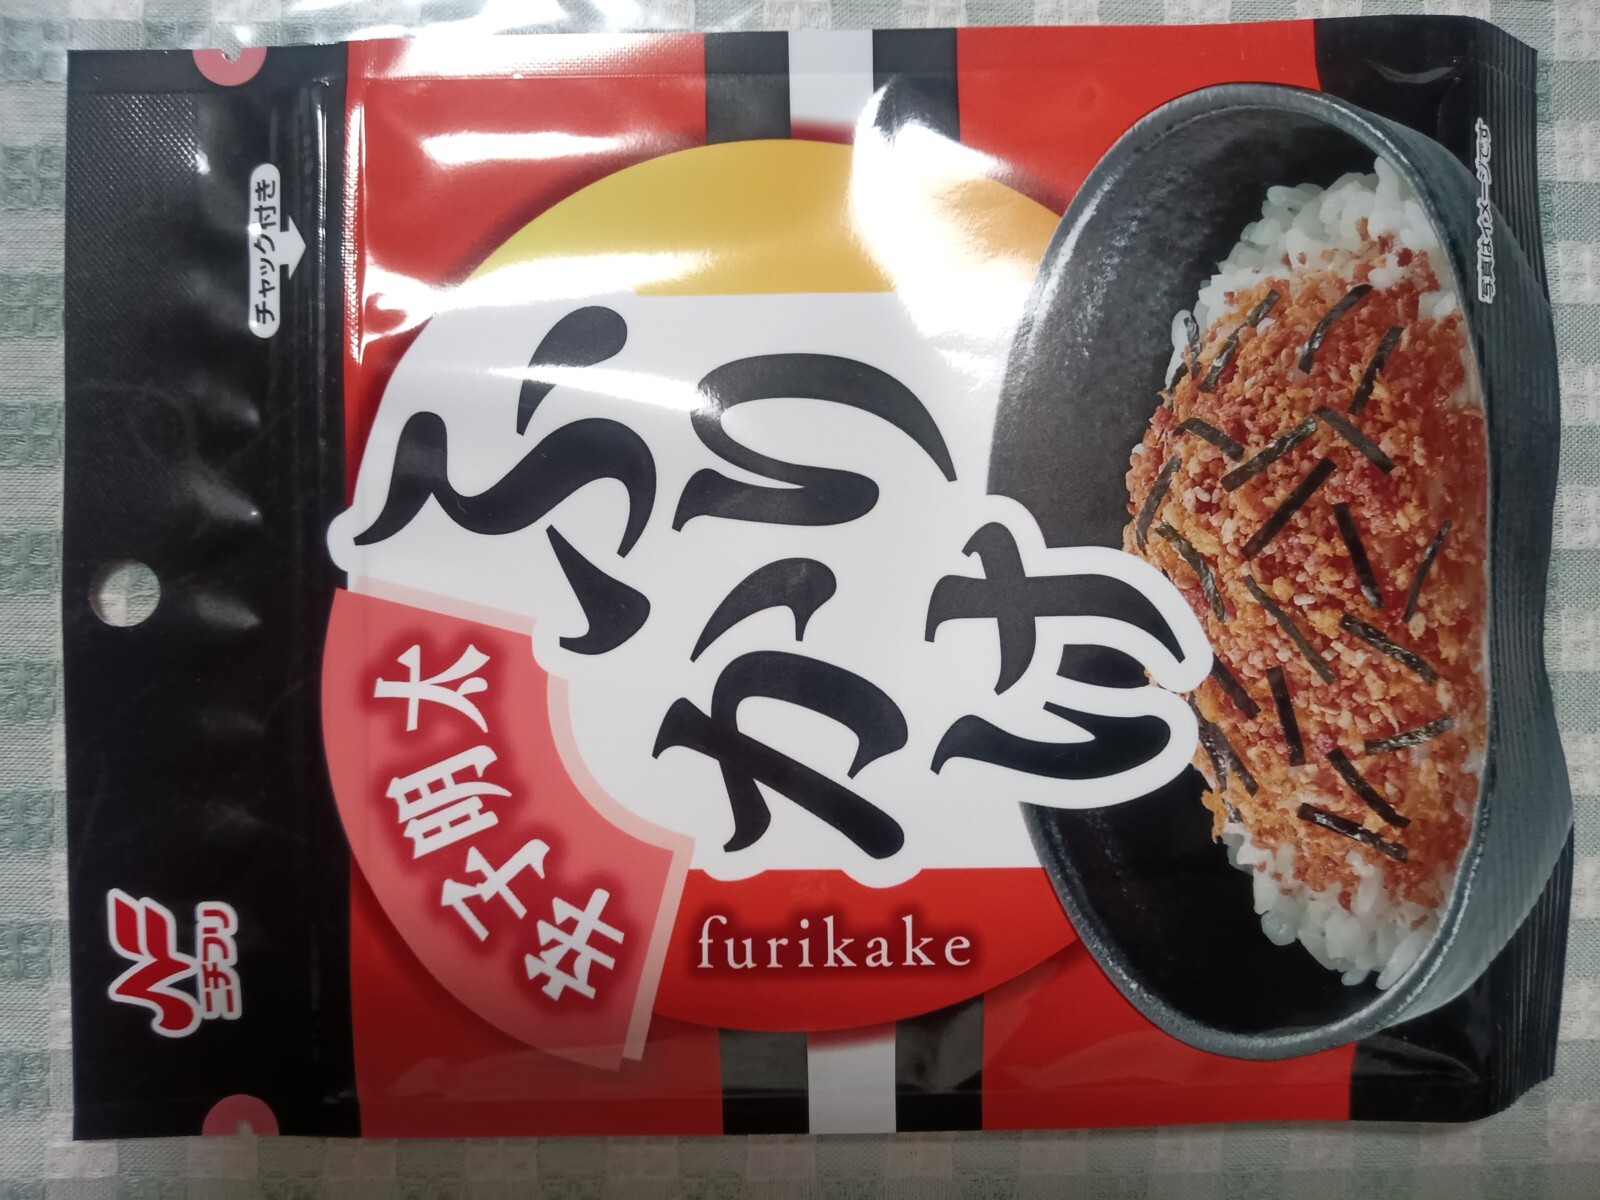 チャック付き
NF
ニチフリ
辛子明太
ふりかけ
furikake
写真はイメージです